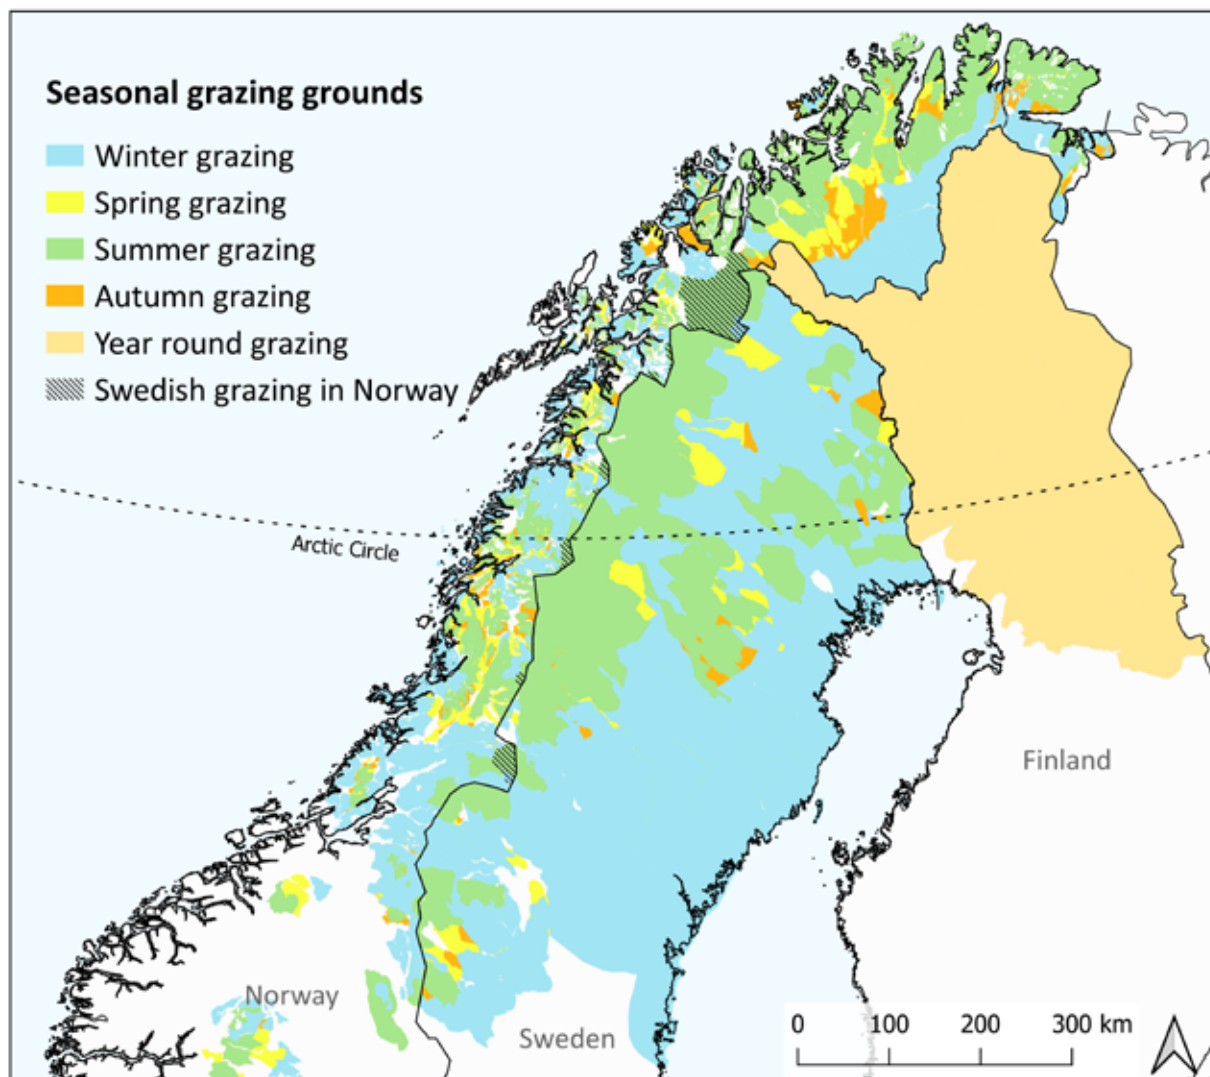 Seasonal grazing grounds
Winter grazing
Spring grazing
Summer grazing
Autumn grazing
Year round grazing
Swedish grazing in Norway
Arctic Circle
Finland
Norway
Sweden
0 100 200 300 km